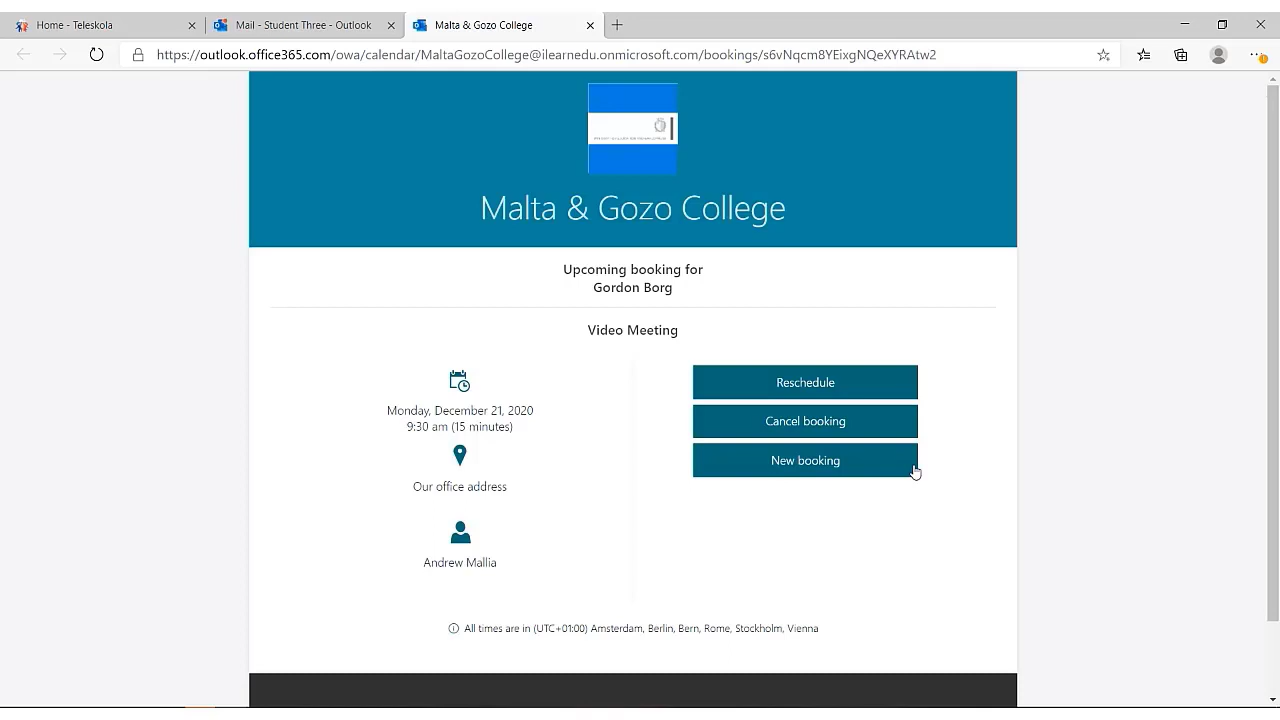 Home - Teleskola
Mail - Student Three - Outlook
Malta & Gozo College
https://outlook.office365.com/owa/calendar/MaltaGozoCollege@ilearnedu.onmicrosoft.com/bookings/s6vNqcm8YEixgNQeXYRAtw2
Malta & Gozo College
Upcoming booking for
Gordon Borg
Video Meeting
Monday, December 21, 2020
9:30 am (15 minutes)
Our office address
Andrew Mallia
Reschedule
Cancel booking
New booking
All times are in (UTC+01:00) Amsterdam, Berlin, Bern, Rome, Stockholm, Vienna